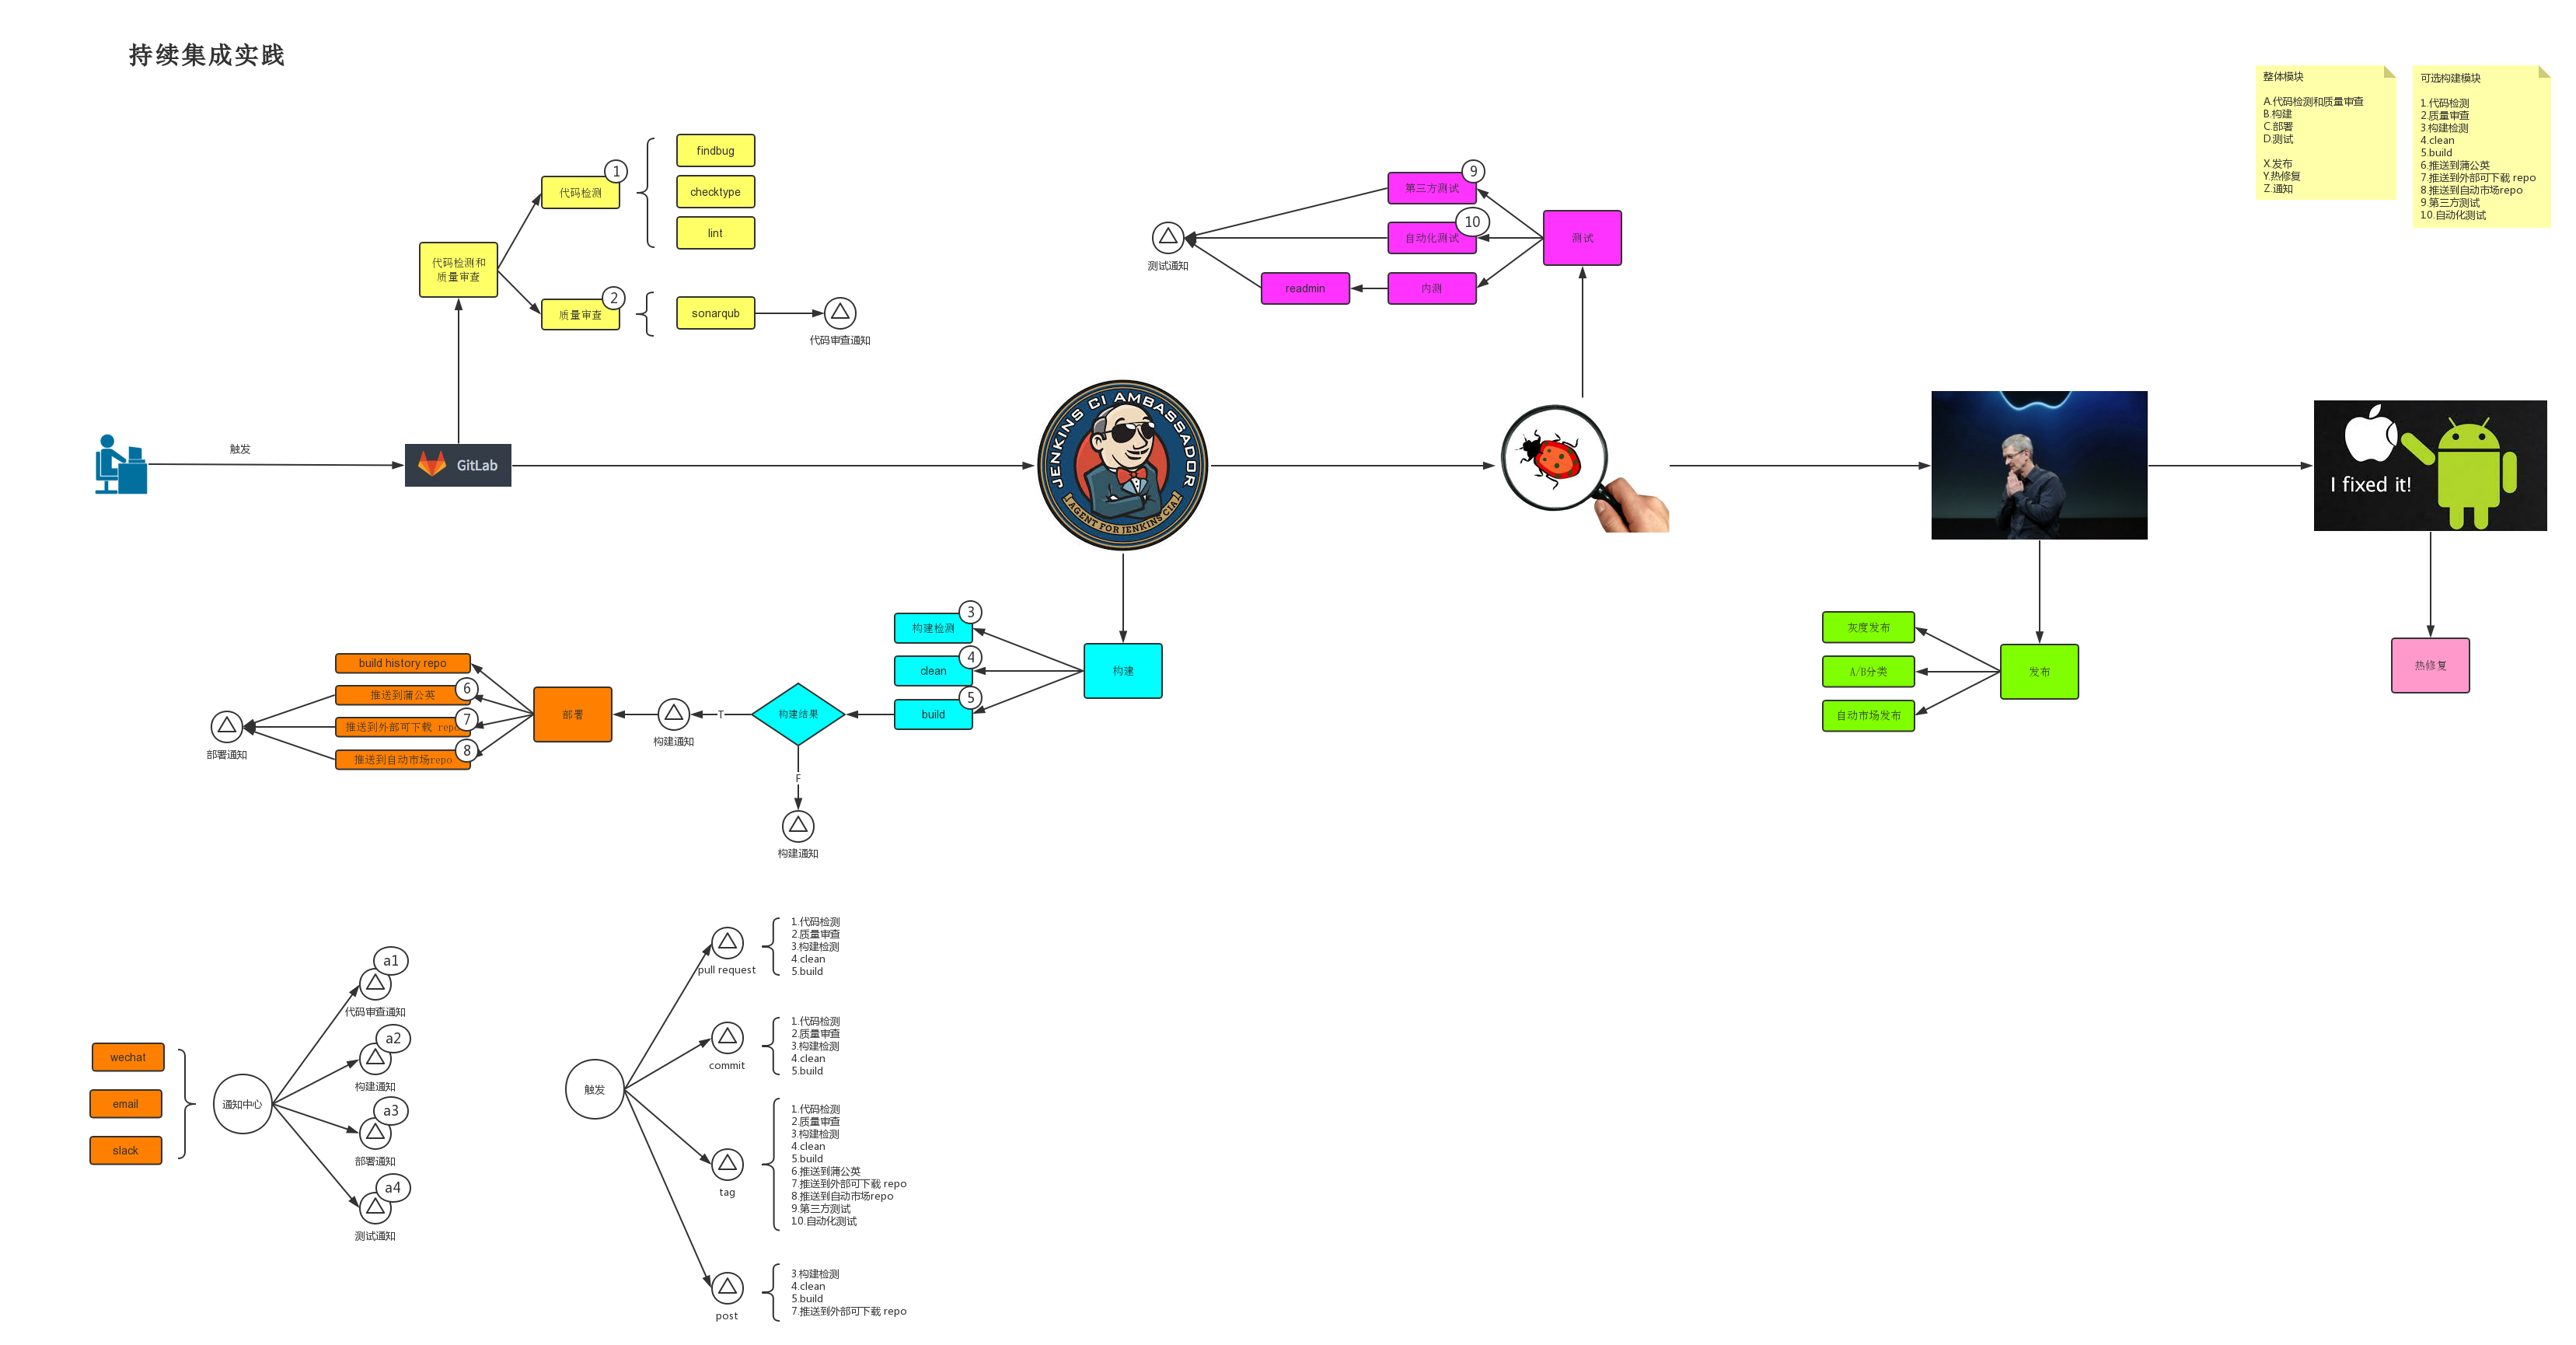 持续集成实践
整体模块
A.代码检测和质量审查
B.构建
C.部署
D.测试
X.发布
Y.热修复
Z.通知
可选构建模块
1.代码检测
2.质量审查
3.构建检测
4.clean
5.build
6.推送到蒲公英
7.推送到外部可下载 repo
8.推送到自动市场repo
9.第三方测试
10.自动化测试
代码检测和
质量审查
代码检测
1
findbug
checktype
lint
质量审查
2
sonarqub
代码审查通知
第三方测试
9
自动化测试
10
内测
readmin
测试
测试通知
触发
GitLab
JENKINS CI AMBASSADOR
AGENT FOR JENKINS CIA
I fixed it!
构建检测
3
clean
4
build
5
构建
构建结果
T
构建通知
F
构建通知
部署
build history repo
推送到蒲公英
6
推送到外部可下载 repo
7
推送到自动市场repo
8
部署通知
灰度发布
A/B分类
自动市场发布
发布
热修复
wechat
email
slack
通知中心
a1
代码审查通知
a2
构建通知
a3
部署通知
a4
测试通知
触发
pull request
1.代码检测
2.质量审查
3.构建检测
4.clean
5.build
commit
1.代码检测
2.质量审查
3.构建检测
4.clean
5.build
tag
1.代码检测
2.质量审查
3.构建检测
4.clean
5.build
6.推送到蒲公英
7.推送到外部可下载 repo
8.推送到自动市场repo
9.第三方测试
10.自动化测试
post
3.构建检测
4.clean
5.build
7.推送到外部可下载 repo